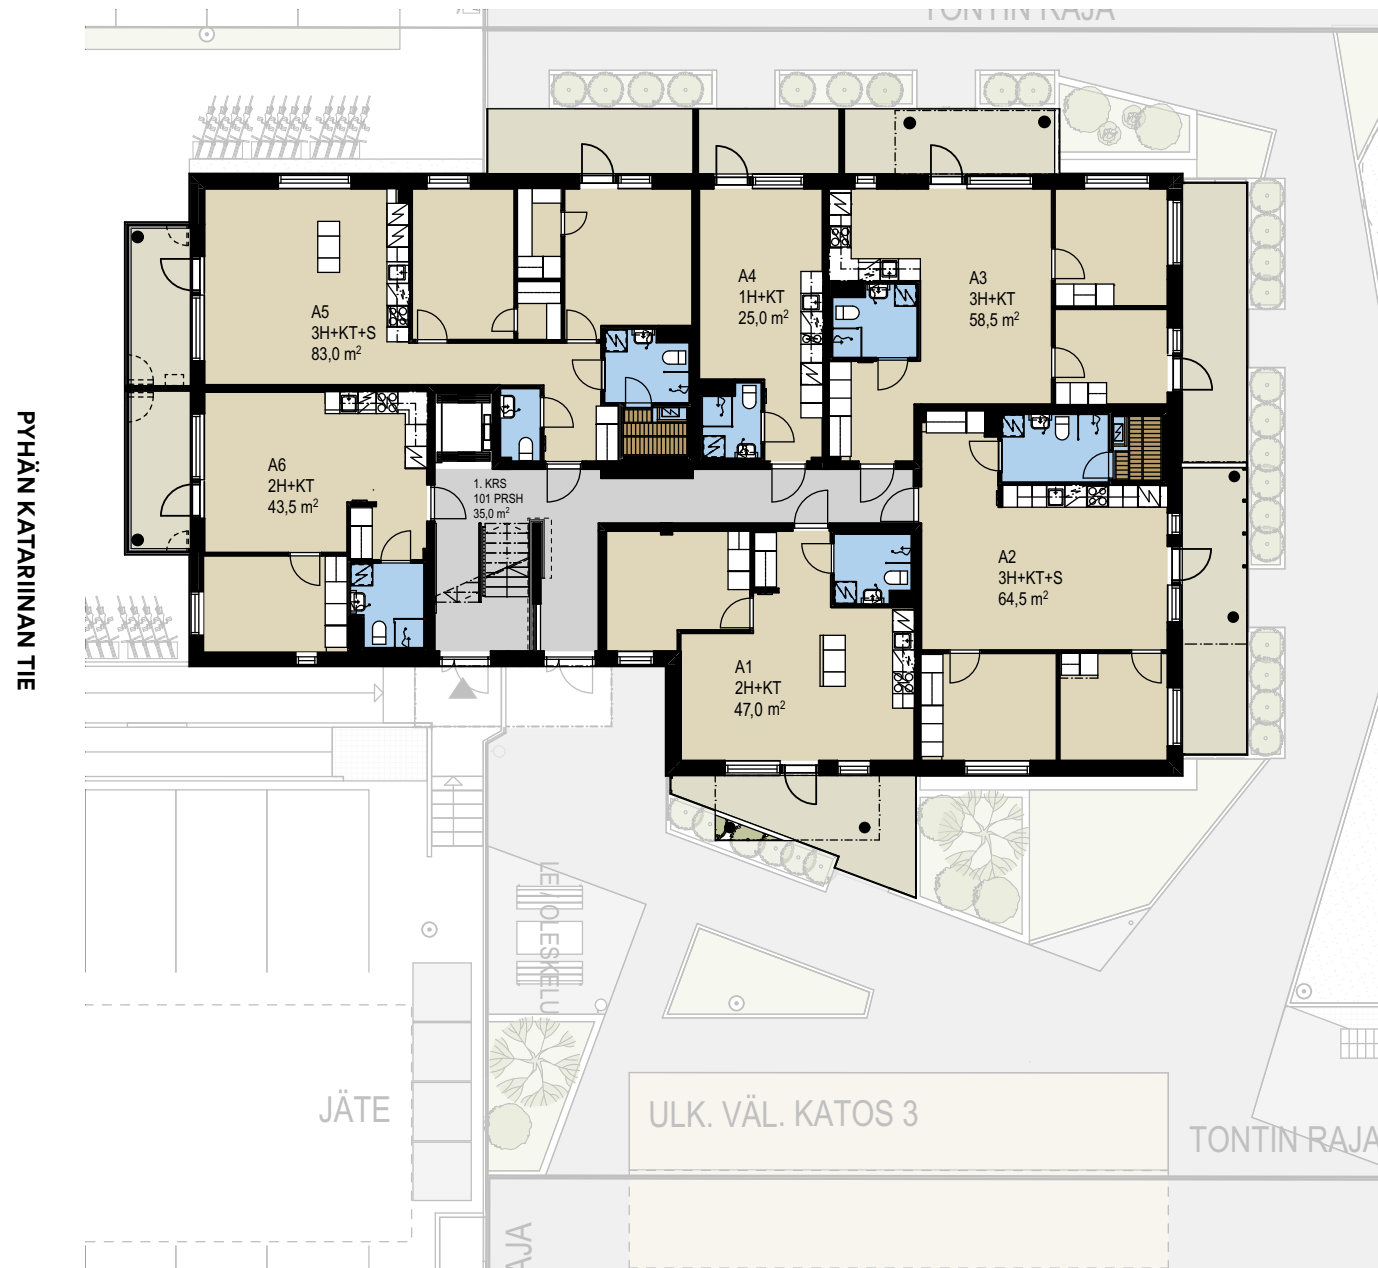 TONTIN RAJA
A5
3H+KT+S
83,0 m²
A4
1H+KT
25,0 m²
A3
3H+KT
58,5 m²
A6
2H+KT
43,5 m²
1. KRS
101 PRSH
35,0 m²
A2
3H+KT+S
64,5 m²
A1
2H+KT
47,0 m²
PYHÄN KATARIINAN TIE
LE / OLESKELU
JÄTE
ULK. VÄL. KATOS 3
TONTIN RAJA
AJA